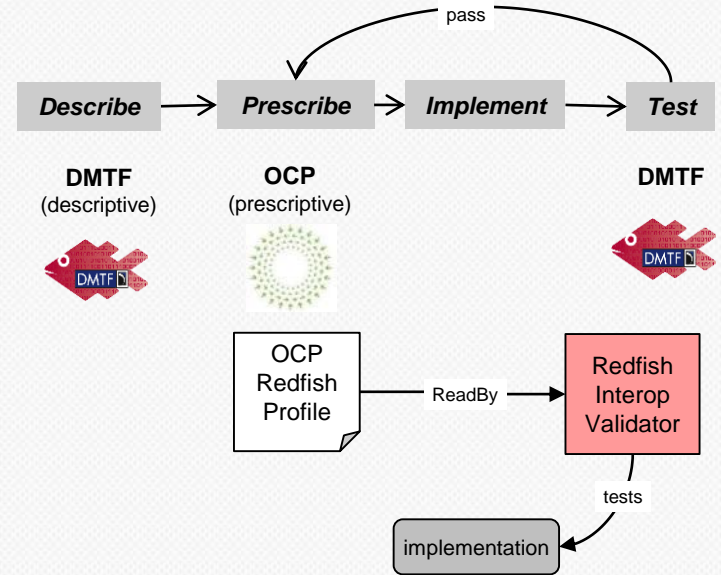 pass
Describe
Prescribe
Implement
Test
DMTF
(descriptive)
OCP
(prescriptive)
DMTF
DMTF
DMTF
OCP
Redfish
Profile
ReadBy
Redfish
Interop
Validator
tests
implementation